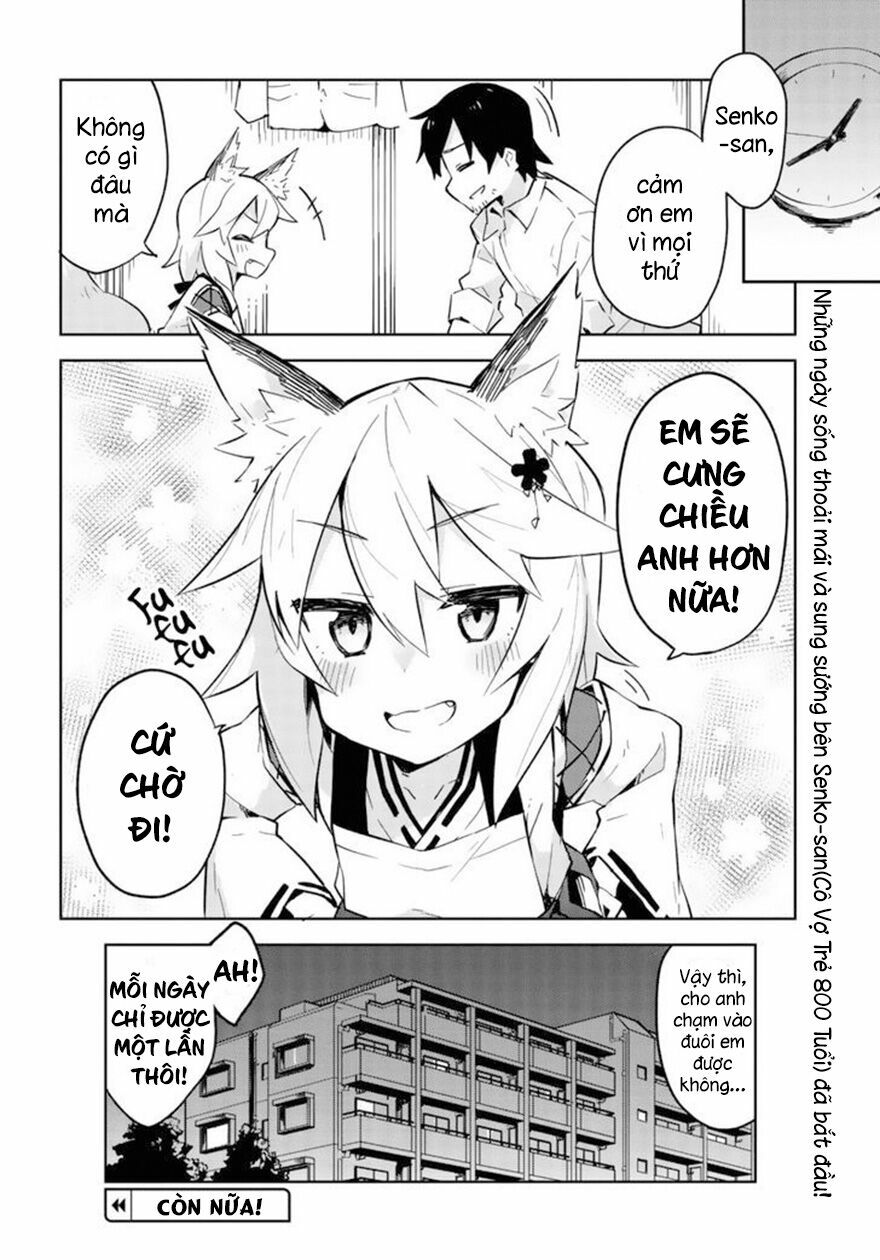 Senko
-san,
cảm
ơn em
vì mọi
thứ
Không
có gì
đâu
mà
EM SẼ
CƯNG
CHIỀU
ANH HƠN
NỮA!
FU
FU
FU
CỨ
CHỜ
ĐI!
Những ngày sống thoải mái và sung sướng bên Senko-san(Cô Vợ Trẻ 800 Tuổi) đã bắt đầu!
Vậy thì,
cho anh
chạm vào
đuôi em
được
không...
AH!
MỖI NGÀY
CHỈ ĐƯỢC
MỘT LẦN
THÔI!
CÒN NỮA!